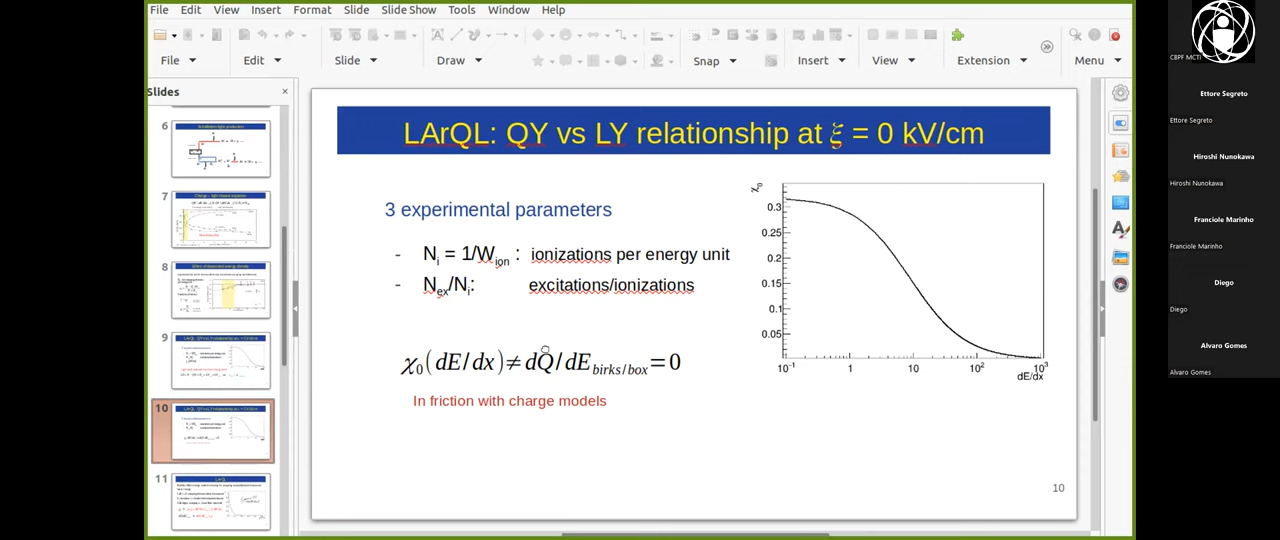 File Edit View Insert Format Slide Slide Show Tools Window Help
File Edit Slide Draw Snap Insert View Extension Menu
Slides
6
7
8
9
10
11
LArQL: QY vs LY relationship at ξ = 0 kV/cm
3 experimental parameters
- Ni = 1/Wion : ionizations per energy unit
- Nex/Ni: excitations/ionizations
χ0(dE/dx)≠dQ/dEbirks/box=0
In friction with charge models
χ0
0.3
0.25
0.2
0.15
0.1
0.05
10-1 1 10 102 103
dE/dx
10
CBPF MCTI
Ettore Segreto
Ettore Segreto
Hiroshi Nunokawa
Hiroshi Nunokawa
Franciole Marinho
Franciole Marinho
Diego
Diego
Alvaro Gomes
Alvaro Gomes